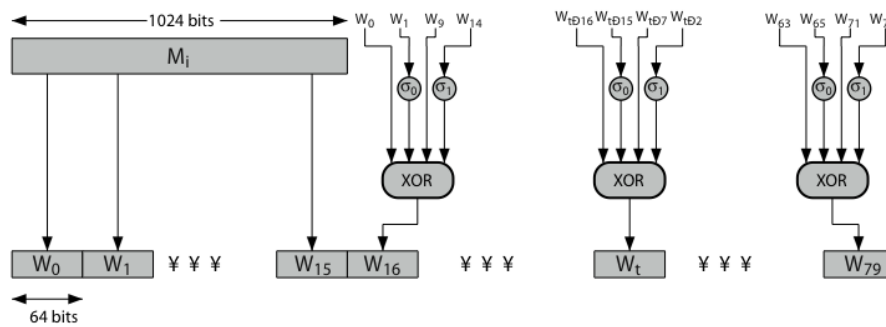 1024 bits
W0 W1 W9 W14
WtÐ16 WtÐ15 WtÐ7 WtÐ2
W63 W65 W71 W7
Mi
σ0 σ1
σ0 σ1
σ0 σ1
XOR
XOR
XOR
W0 W1 ¥ ¥ ¥ W15 W16 ¥ ¥ ¥ Wt ¥ ¥ ¥ W79
64 bits